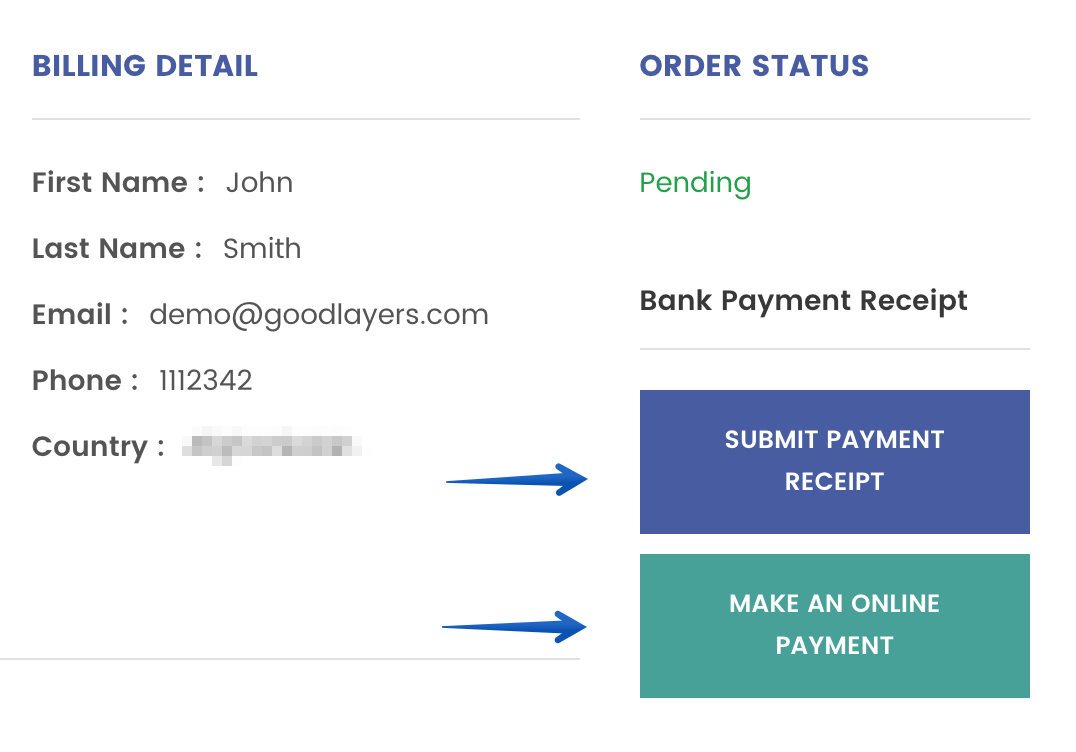 BILLING DETAIL
First Name : John
Last Name : Smith
Email : demo@goodlayers.com
Phone : 1112342
Country :
ORDER STATUS
Pending
Bank Payment Receipt
SUBMIT PAYMENT
RECEIPT
MAKE AN ONLINE
PAYMENT